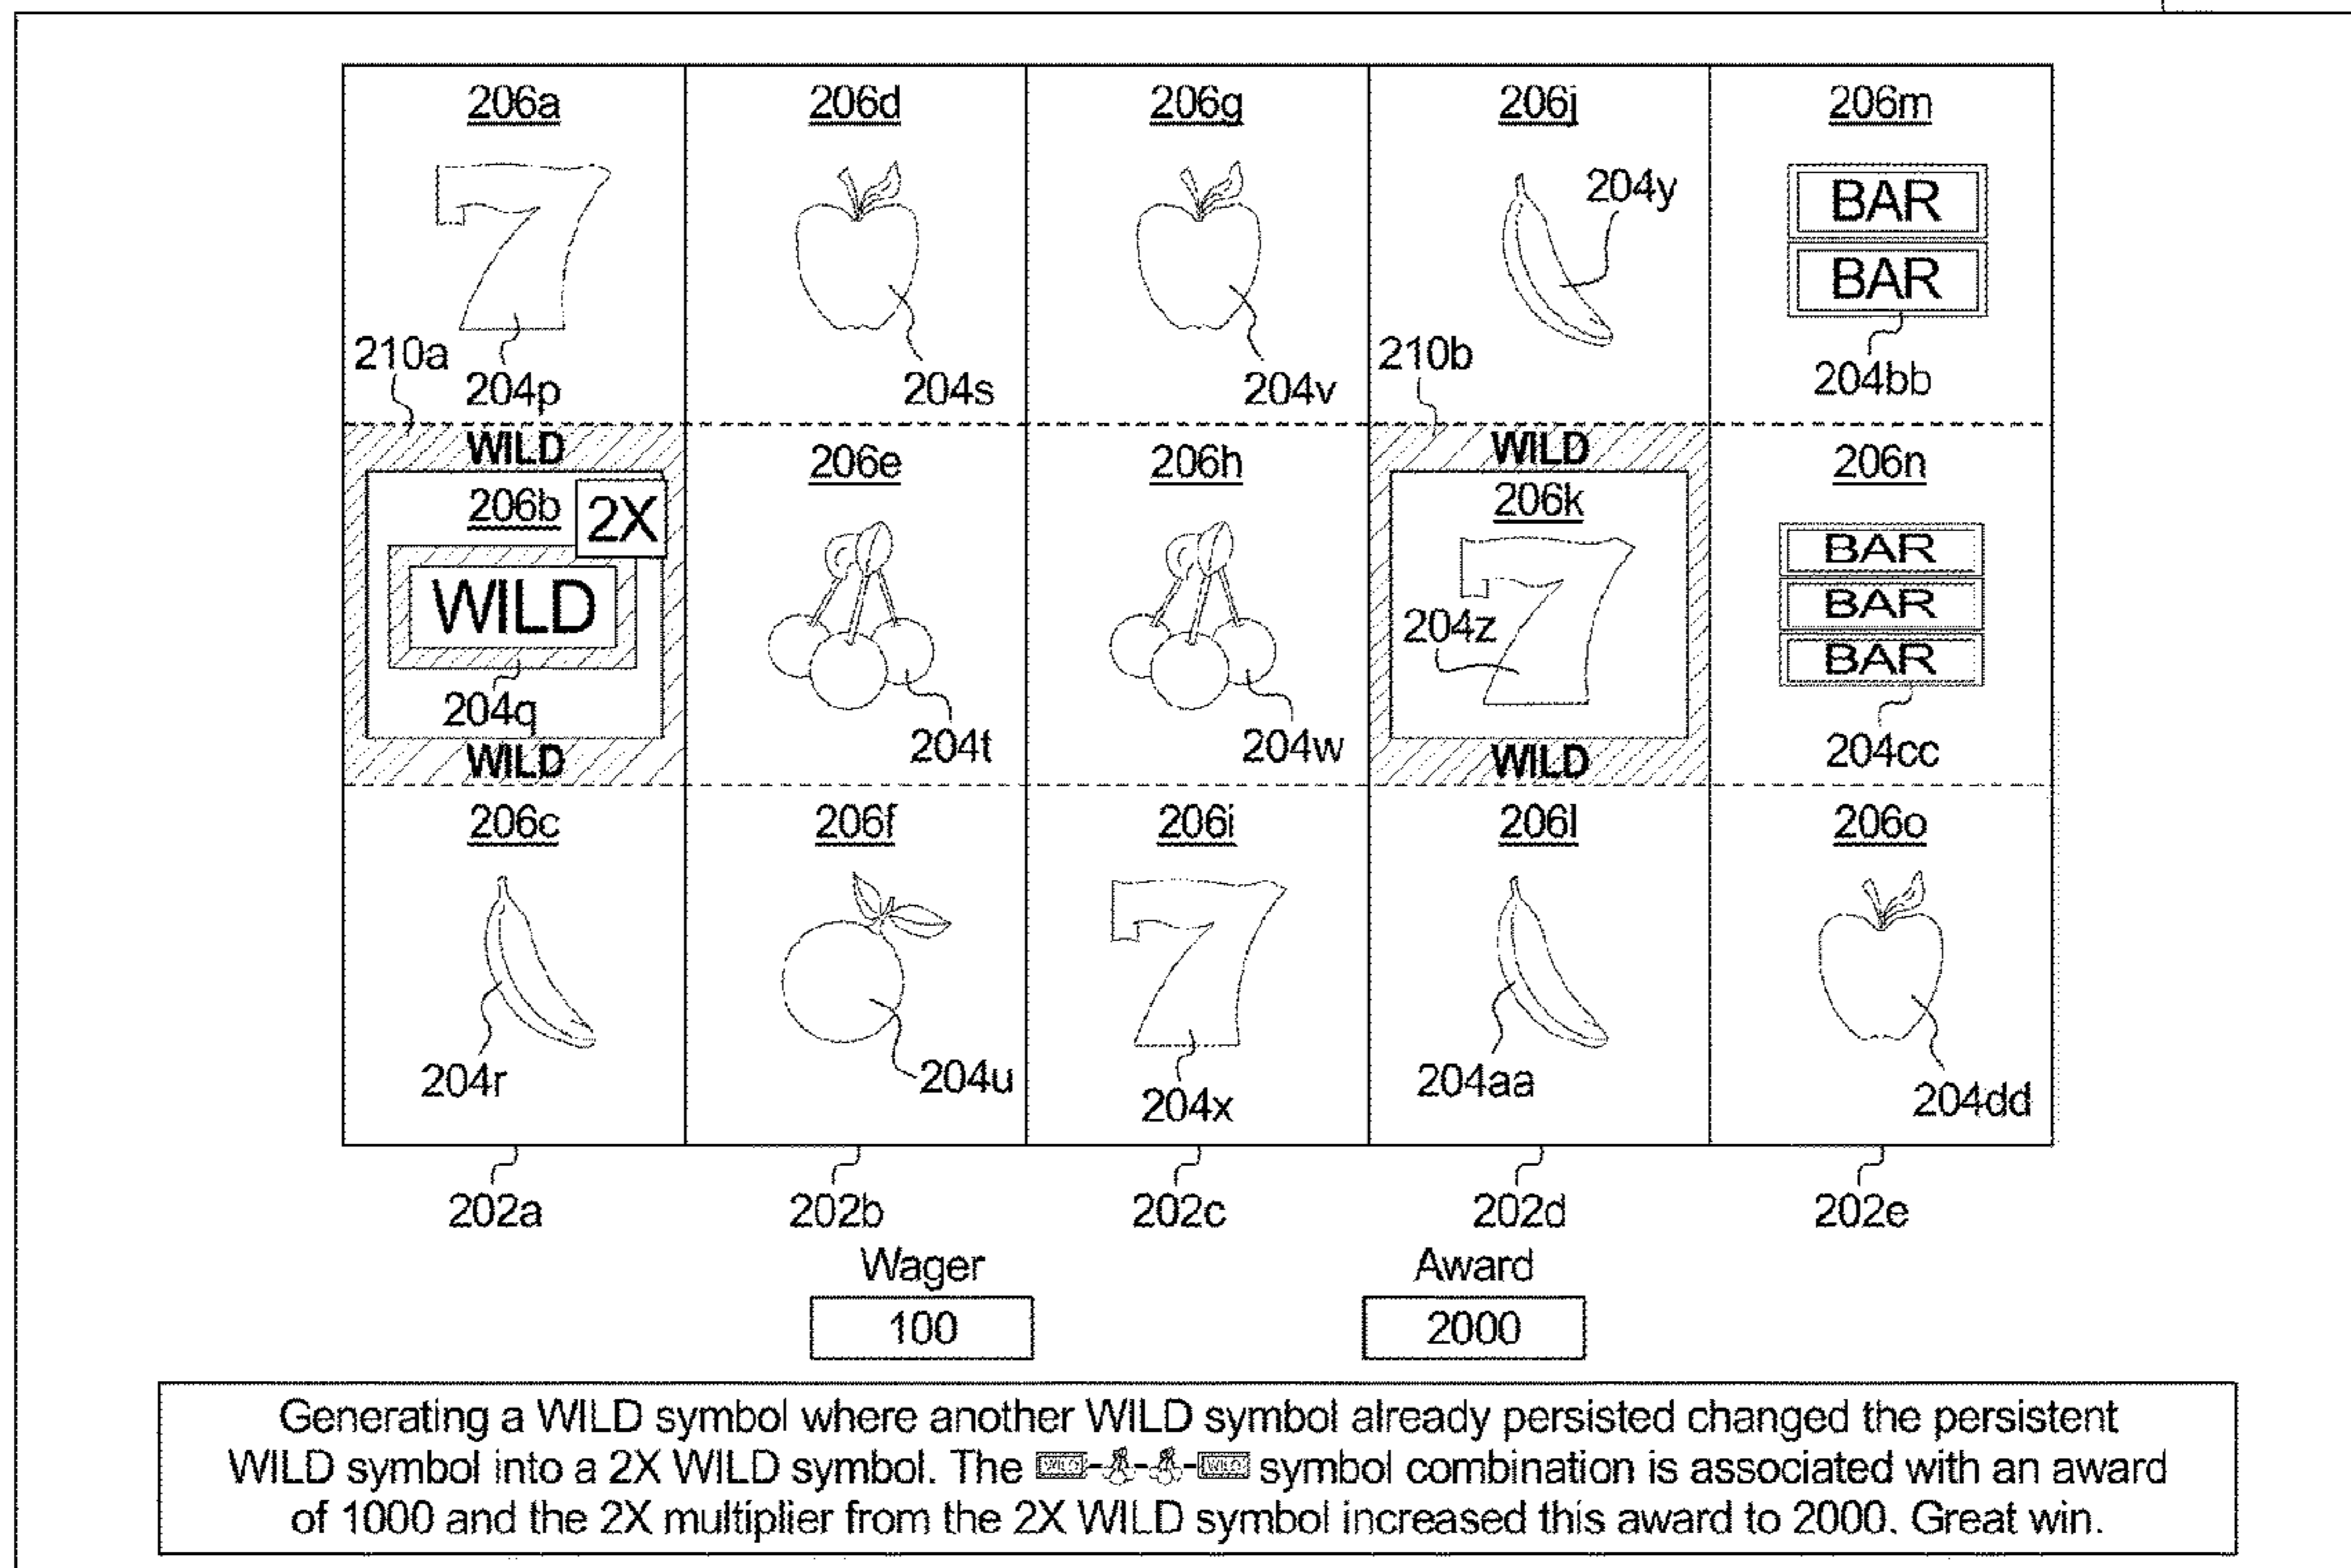 206a 206d 206g 206j 206m
204y
BAR
BAR
210a 204p 204s 204v 210b 204bb
WILD WILD
206b 2X 206e 206h 206k 206n
BAR
WILD BAR
204z
BAR
204q 204t 204w 204cc
WILD WILD
206c 206f 206i 206l 206o
204r 204u 204x 204aa 204dd
202a 202b 202c 202d 202e
Wager Award
100 2000
Generating a WILD symbol where another WILD symbol already persisted changed the persistent
WILD symbol into a 2X WILD symbol. The WILD - - -WILD symbol combination is associated with an award
of 1000 and the 2X multiplier from the 2X WILD symbol increased this award to 2000. Great win.